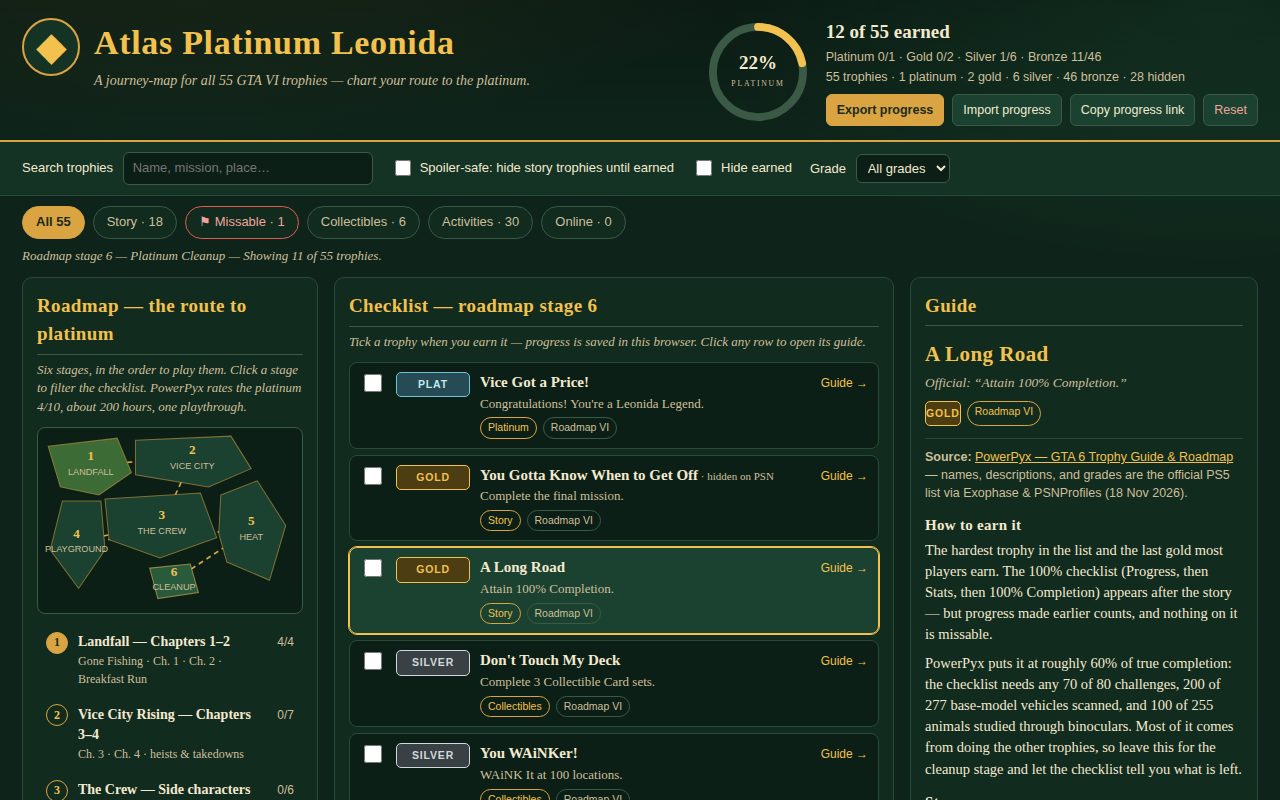 Atlas Platinum Leonida
A journey-map for all 55 GTA VI trophies — chart your route to the platinum.
22%
PLATINUM
12 of 55 earned
Platinum 0/1 · Gold 0/2 · Silver 1/6 · Bronze 11/46
55 trophies · 1 platinum · 2 gold · 6 silver · 46 bronze · 28 hidden
Export progress
Import progress
Copy progress link
Reset
Search trophies
Name, mission, place…
Spoiler-safe: hide story trophies until earned
Hide earned
Grade
All grades
All 55
Story · 18
⚑ Missable · 1
Collectibles · 6
Activities · 30
Online · 0
Roadmap stage 6 — Platinum Cleanup — Showing 11 of 55 trophies.
Roadmap — the route to
platinum
Six stages, in the order to play them. Click a stage
to filter the checklist. PowerPyx rates the platinum
4/10, about 200 hours, one playthrough.
1
LANDFALL
2
VICE CITY
3
THE CREW
4
PLAYGROUND
5
HEAT
6
CLEANUP
1
Landfall — Chapters 1–2
4/4
Gone Fishing · Ch. 1 · Ch. 2 ·
Breakfast Run
2
Vice City Rising — Chapters
3–4
0/7
Ch. 3 · Ch. 4 · heists & takedowns
3
The Crew — Side characters
0/6
Checklist — roadmap stage 6
Tick a trophy when you earn it — progress is saved in this browser. Click any row to open its guide.
PLAT
Vice Got a Price!
Guide →
Congratulations! You're a Leonida Legend.
Platinum
Roadmap VI
GOLD
You Gotta Know When to Get Off · hidden on PSN
Guide →
Complete the final mission.
Story
Roadmap VI
GOLD
A Long Road
Guide →
Attain 100% Completion.
Story
Roadmap VI
SILVER
Don't Touch My Deck
Guide →
Complete 3 Collectible Card sets.
Collectibles
Roadmap VI
SILVER
You WAiNKer!
Guide →
WAiNK It at 100 locations.
Collectibles
Roadmap VI
Guide
A Long Road
Official: “Attain 100% Completion.”
GOLD
Roadmap VI
Source: PowerPyx — GTA 6 Trophy Guide & Roadmap
— names, descriptions, and grades are the official PS5
list via Exophase & PSNProfiles (18 Nov 2026).
How to earn it
The hardest trophy in the list and the last gold most
players earn. The 100% checklist (Progress, then
Stats, then 100% Completion) appears after the story
— but progress made earlier counts, and nothing on it
is missable.
PowerPyx puts it at roughly 60% of true completion:
the checklist needs any 70 of 80 challenges, 200 of
277 base-model vehicles scanned, and 100 of 255
animals studied through binoculars. Most of it comes
from doing the other trophies, so leave this for the
cleanup stage and let the checklist tell you what is left.